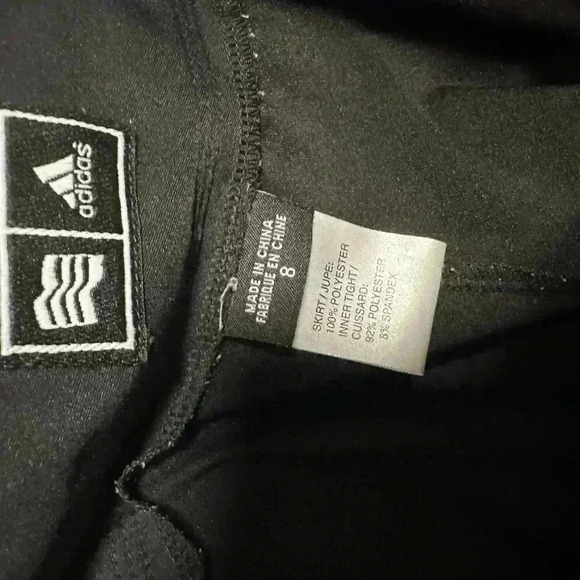 adidas
MADE IN CHINA
FABRIQUE EN CHINE
8
SKIRT/JUPE:
100% POLYESTER
INNER TIGHT/
CUISSARD:
92% POLYESTER
8% SPANDEX